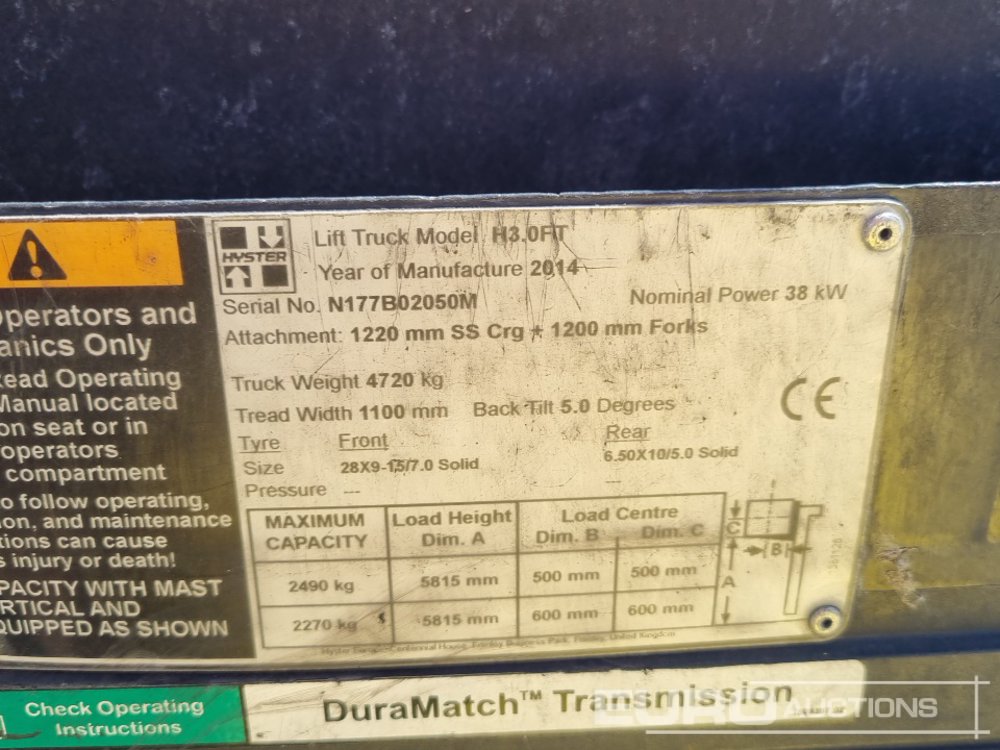 HYSTER
Lift Truck Model H3.0FT
Year of Manufacture 2014
Serial No. N177B02050M
Nominal Power 38 kW
Attachment: 1220 mm SS Crg + 1200 mm Forks
Truck Weight 4720 kg
Tread Width 1100 mm Back Tilt 5.0 Degrees
CE
Tyre Front Rear
Size 28X9-15/7.0 Solid 6.50X10/5.0 Solid
Pressure --- ---
MAXIMUM CAPACITY Load Height Dim. A Load Centre Dim. B Dim. C
2490 kg 5815 mm 500 mm 500 mm
2270 kg 5815 mm 600 mm 600 mm
C
B
A
Operators and
anics Only
Read Operating
Manual located
on seat or in
operators
compartment
to follow operating,
on, and maintenance
tions can cause
s injury or death!
PACITY WITH MAST
RTICAL AND
QUIPPED AS SHOWN
Check Operating
Instructions
DuraMatch™ Transmission
EURO AUCTIONS